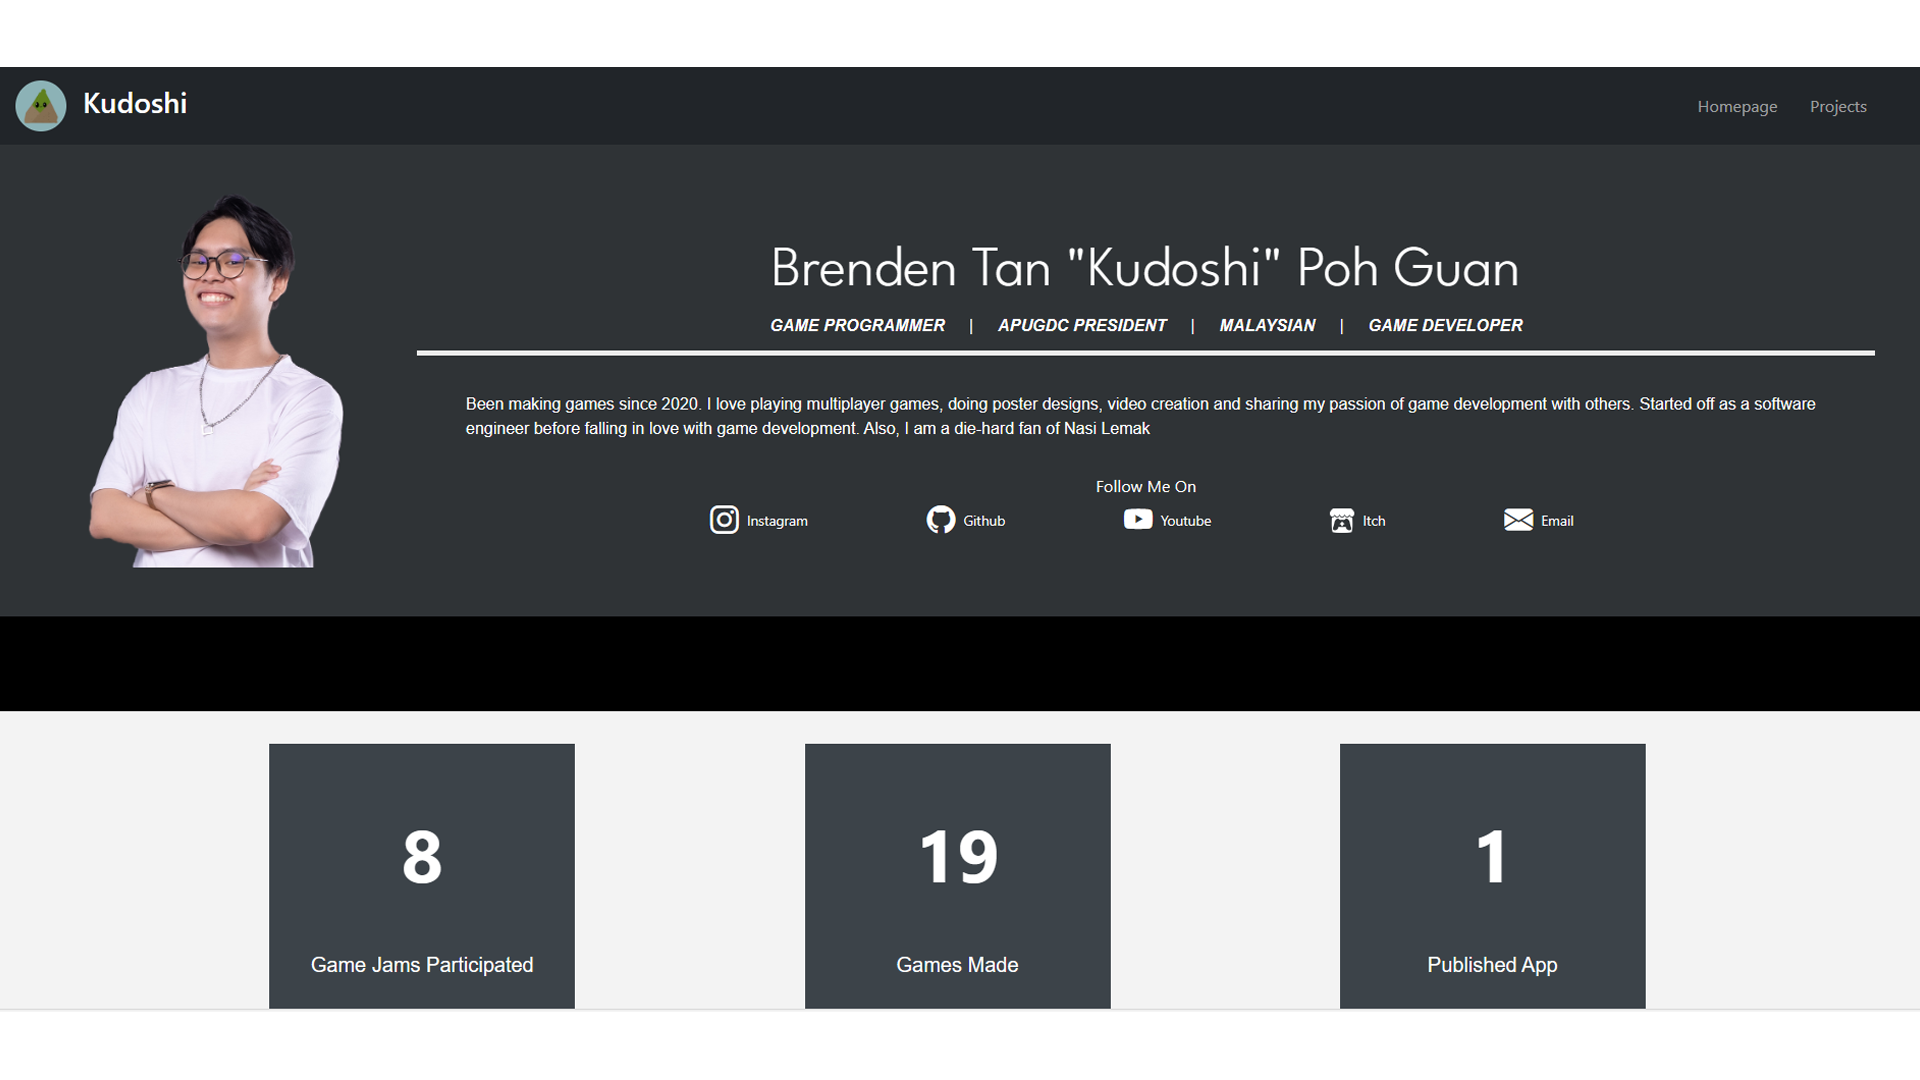 Kudoshi
Homepage Projects
Brenden Tan "Kudoshi" Poh Guan
GAME PROGRAMMER | APUGDC PRESIDENT | MALAYSIAN | GAME DEVELOPER
Been making games since 2020. I love playing multiplayer games, doing poster designs, video creation and sharing my passion of game development with others. Started off as a software
engineer before falling in love with game development. Also, I am a die-hard fan of Nasi Lemak
Follow Me On
Instagram Github Youtube Itch Email
8
Game Jams Participated
19
Games Made
1
Published App